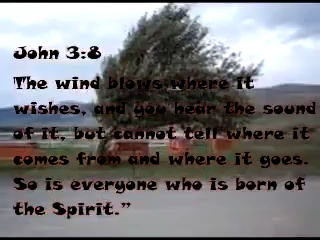 John 3:8
The wind blows where it
wishes, and you hear the sound
of it, but cannot tell where it
comes from and where it goes.
So is everyone who is born of
the Spirit.”